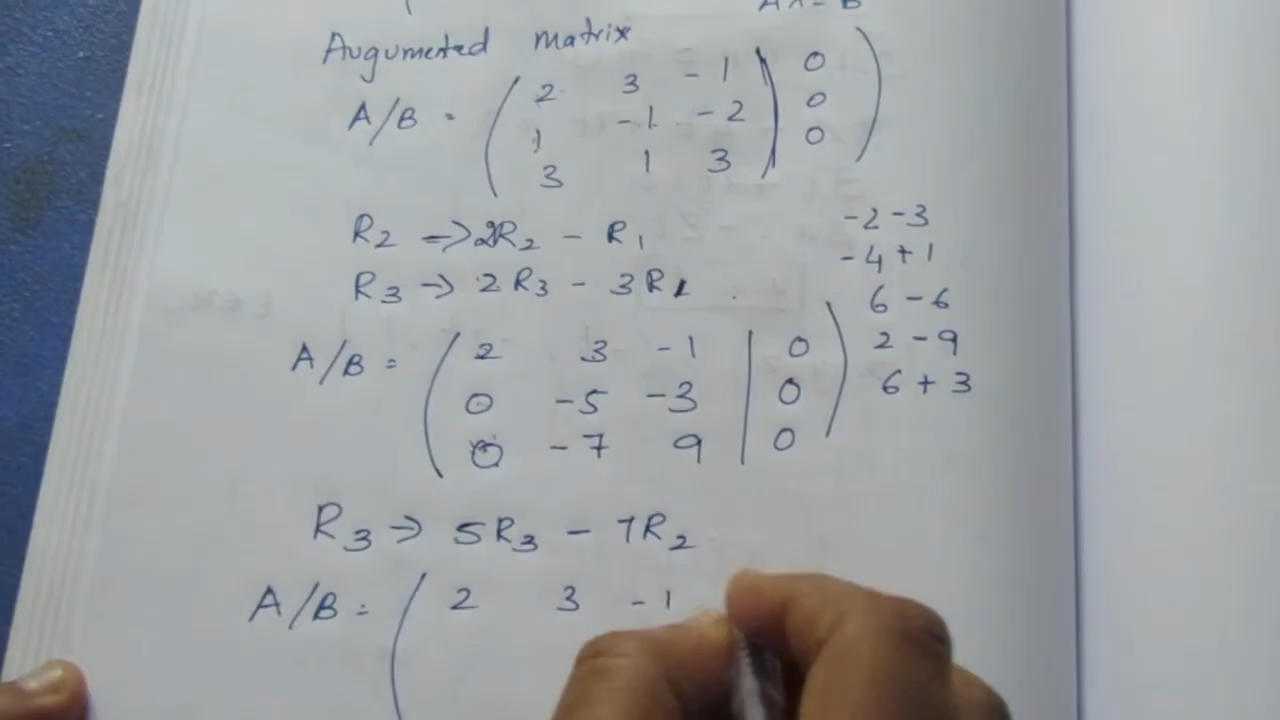 AX = B
Augumented matrix
A/B = ( 2 3 -1 | 0 )
1 -1 -2 0
3 1 3 0
R2 => 2R2 - R1
R3 -> 2R3 - 3R1
-2 -3
-4 + 1
6 - 6
2 - 9
6 + 3
A/B = ( 2 3 -1 | 0 )
0 -5 -3 0
0 -7 9 0
R3 => 5R3 - 7R2
A/B = ( 2 3 -1